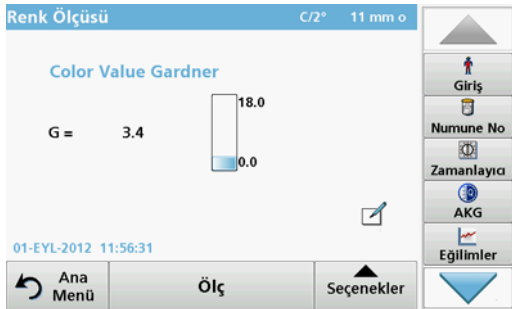 Renk Ölçüsü C/2° 11 mm o
Color Value Gardner
18.0
G = 3.4
0.0
01-EYL-2012 11:56:31
Ana Menü
Ölç
Seçenekler
Giriş
Numune No
Zamanlayıcı
AKG
Eğilimler